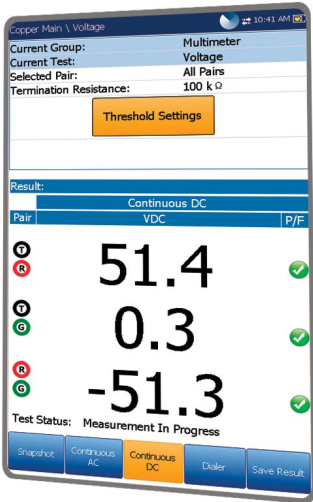 Copper Main \ Voltage
10:41 AM
Current Group: Multimeter
Current Test: Voltage
Selected Pair: All Pairs
Termination Resistance: 100 k Ω
Threshold Settings
Result:
Continuous DC
Pair VDC P/F
T
R
51.4
T
G
0.3
R
G
-51.3
Test Status: Measurement In Progress
Snapshot
Continuous
AC
Continuous
DC
Dialer
Save Result